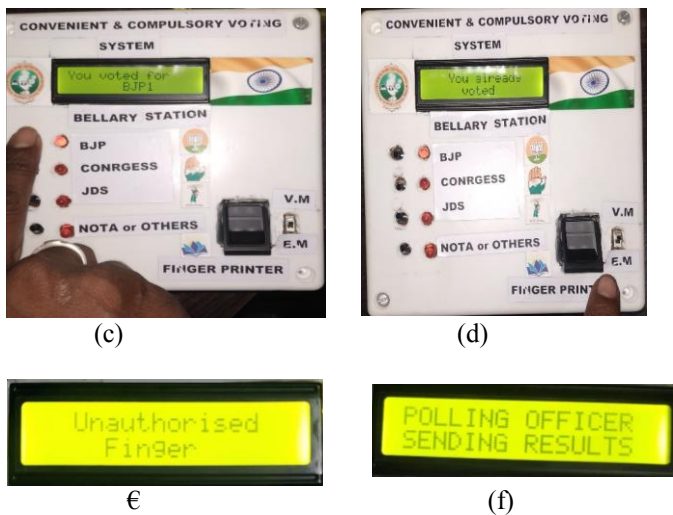 CONVENIENT & COMPULSORY VOTING
SYSTEM
You voted for
BJP1
BELLARY STATION
BJP
CONRGESS
JDS
NOTA or OTHERS
V.M
E.M
FINGER PRINTER
(c)
CONVENIENT & COMPULSORY VOTING
SYSTEM
You already
voted
BELLARY STATION
BJP
CONRGESS
JDS
NOTA or OTHERS
V.M
E.M
FINGER PRINT
(d)
Unauthorised
Finger
€
POLLING OFFICER
SENDING RESULTS
(f)